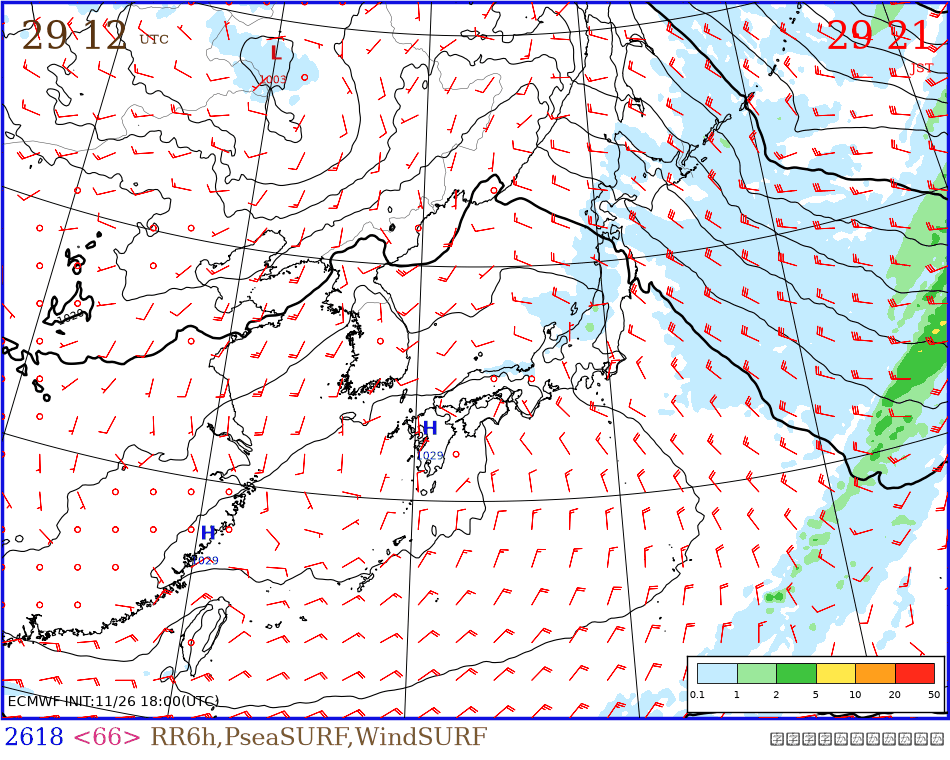 29 12 UTC
29 21
JST
L
1003
1020
H
1029
H
1029
0.1 1 2 5 10 20 50
ECMWF INIT:11/26 18:00(UTC)
2618 <66> RR6h,PseaSURF,WindSURF